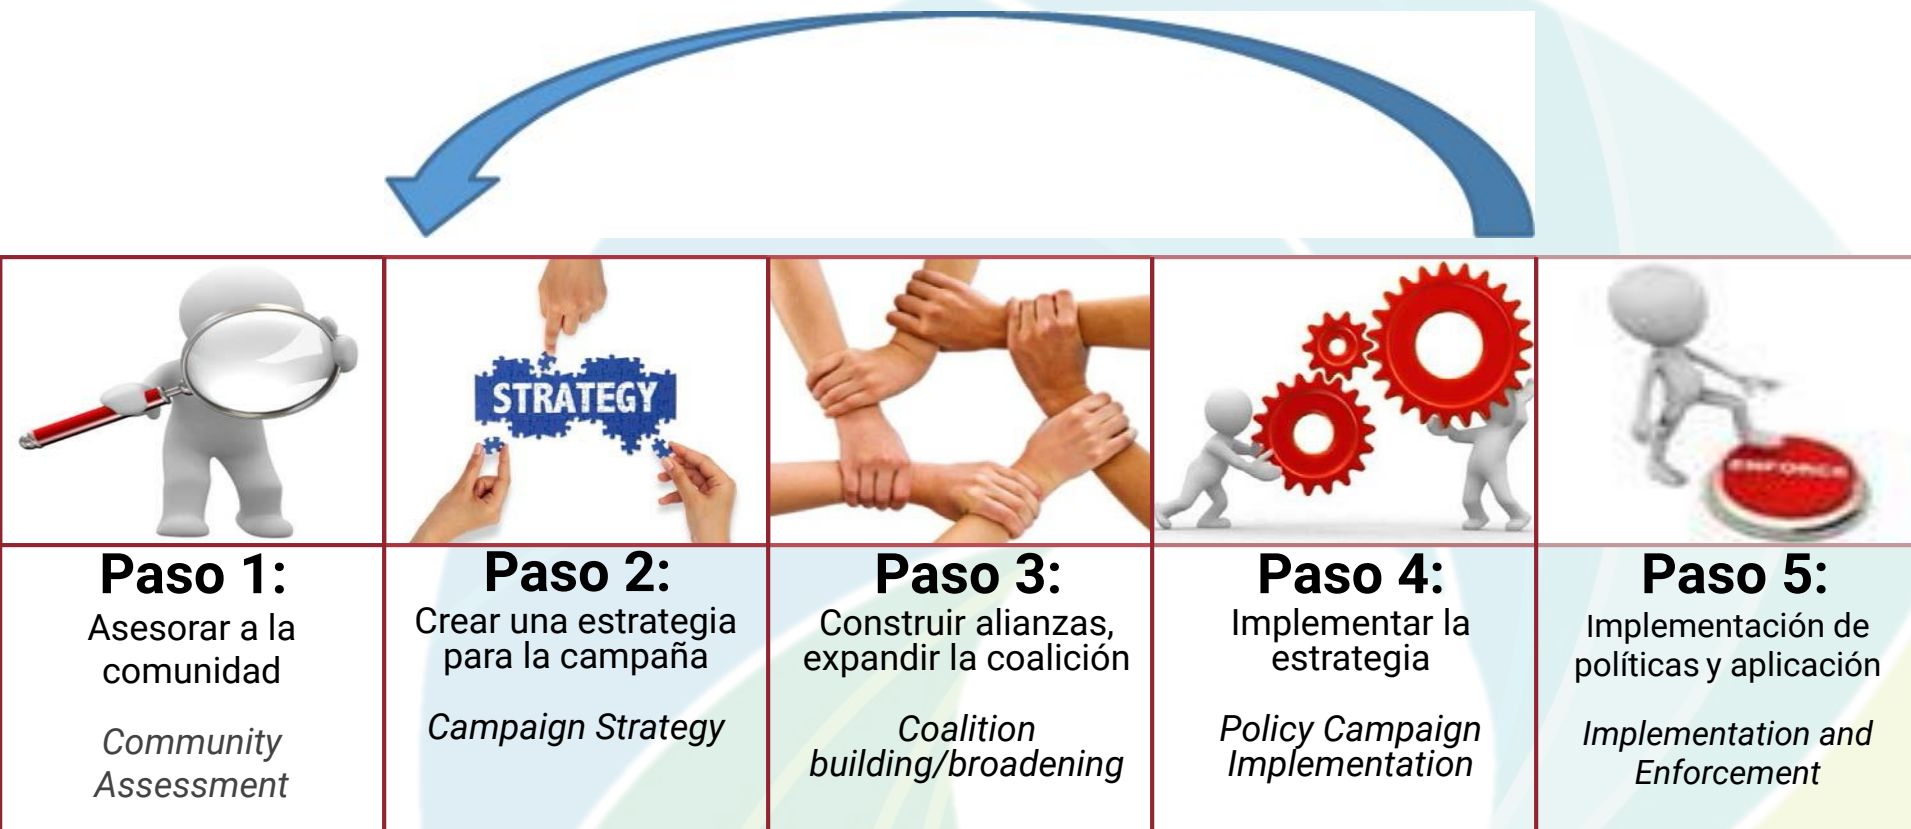 STRATEGY
ENFORCE
Paso 1:
Asesorar a la
comunidad
Community
Assessment
Paso 2:
Crear una estrategia
para la campaña
Campaign Strategy
Paso 3:
Construir alianzas,
expandir la coalición
Coalition
building/broadening
Paso 4:
Implementar la
estrategia
Policy Campaign
Implementation
Paso 5:
Implementación de
políticas y aplicación
Implementation and
Enforcement